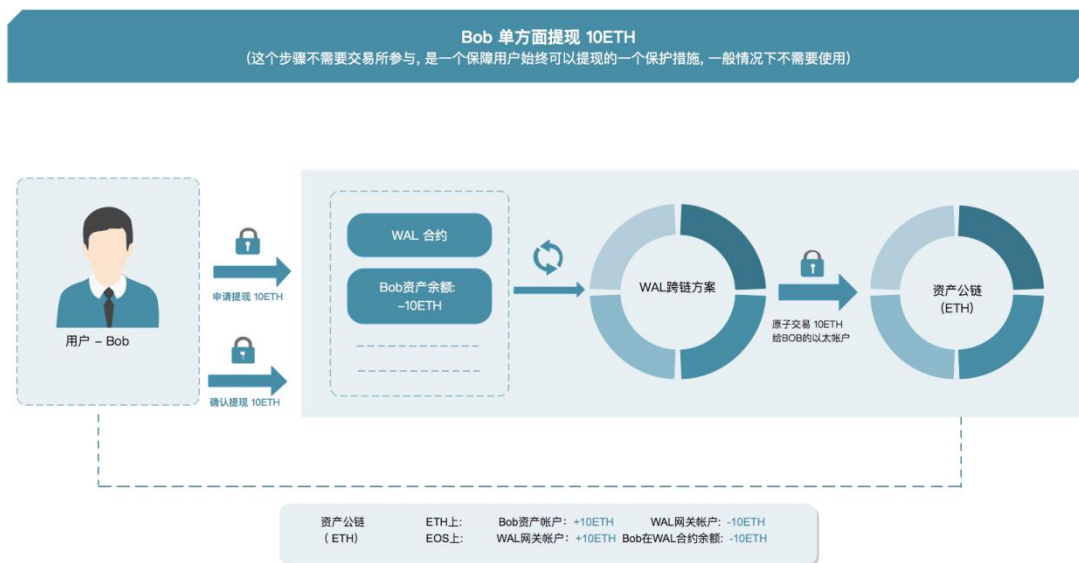 Bob 单方面提现 10ETH
(这个步骤不需要交易所参与, 是一个保障用户始终可以提现的一个保护措施, 一般情况下不需要使用)
用户 – Bob
申请提现 10ETH
确认提现 10ETH
WAL 合约
Bob资产余额:
–10ETH
WAL跨链方案
原子交易 10ETH
给BOB的以太帐户
资产公链
(ETH)
资产公链 ETH上: Bob资产帐户: +10ETH WAL网关帐户: -10ETH
( ETH) EOS上: WAL网关帐户: +10ETH Bob在WAL合约余额: -10ETH